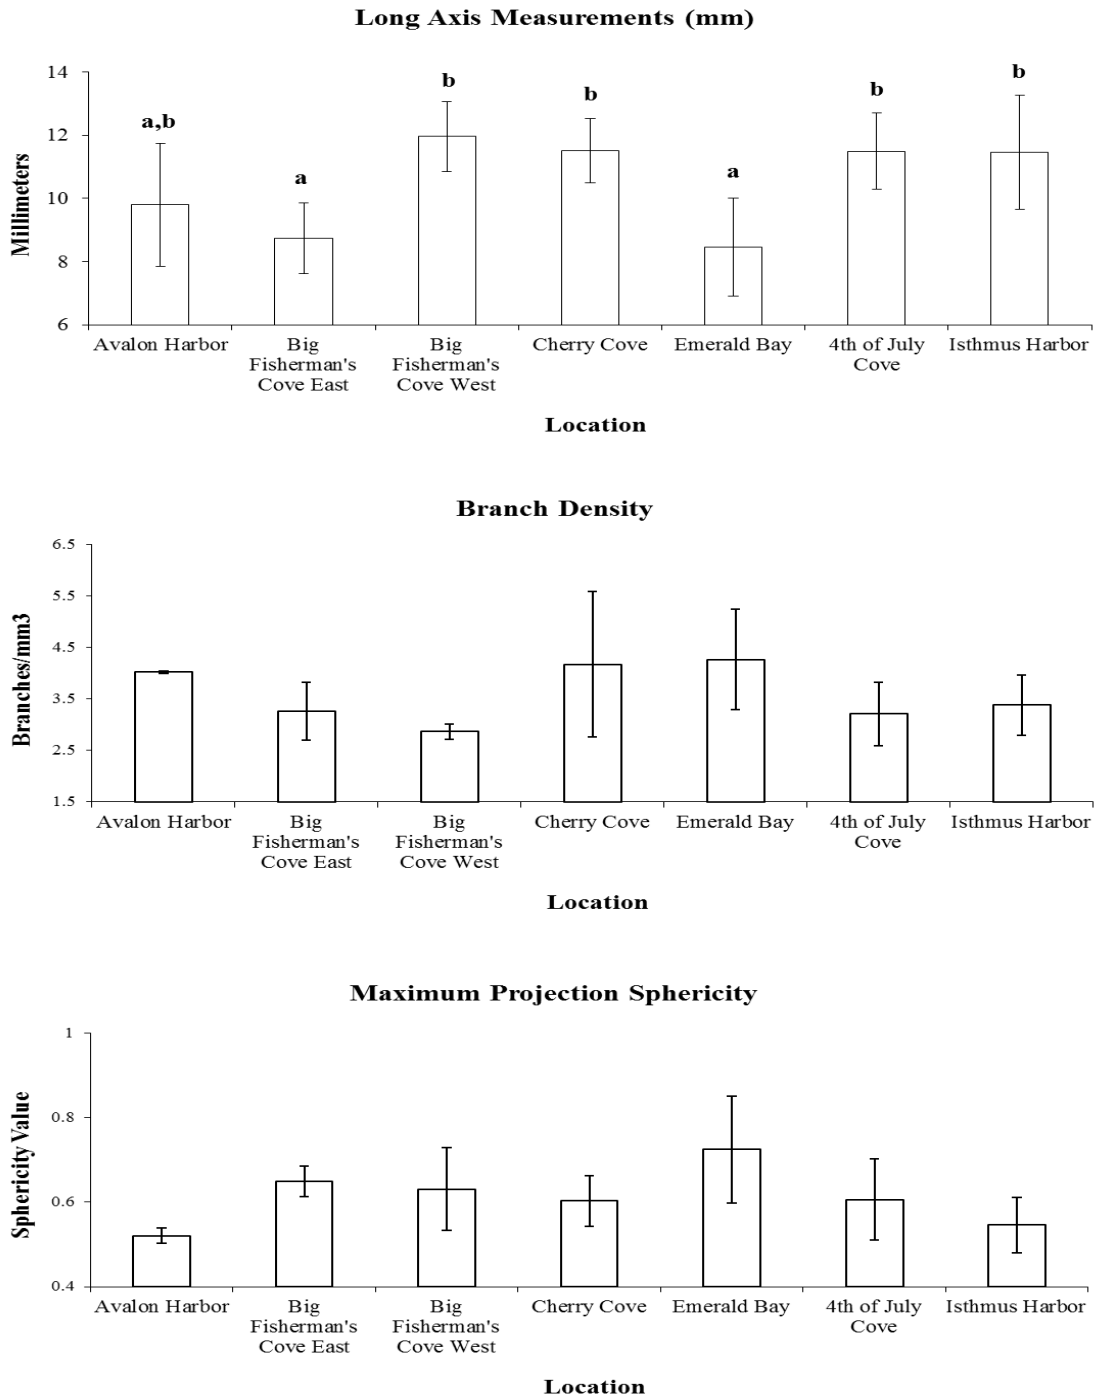 Long Axis Measurements (mm)
14
12
10
8
6
Millimeters
a,b
a
b
b
a
b
b
Avalon Harbor
Big
Fisherman's
Cove East
Big
Fisherman's
Cove West
Cherry Cove
Emerald Bay
4th of July
Cove
Isthmus Harbor
Location
Branch Density
6.5
5.5
4.5
3.5
2.5
1.5
Branches/mm3
Avalon Harbor
Big
Fisherman's
Cove East
Big
Fisherman's
Cove West
Cherry Cove
Emerald Bay
4th of July
Cove
Isthmus Harbor
Location
Maximum Projection Sphericity
1
0.8
0.6
0.4
Sphericity Value
Avalon Harbor
Big
Fisherman's
Cove East
Big
Fisherman's
Cove West
Cherry Cove
Emerald Bay
4th of July
Cove
Isthmus Harbor
Location